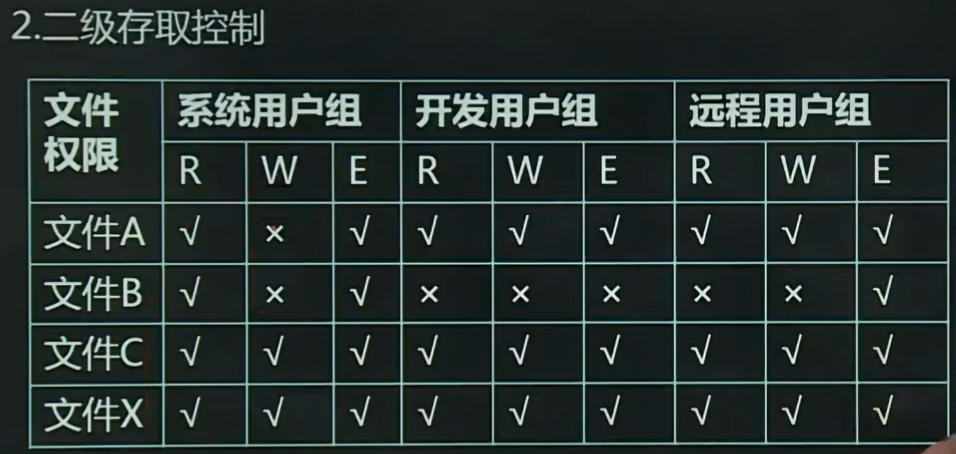 2.二级存取控制
文件权限 系统用户组 开发用户组 远程用户组
R W E R W E R W E
文件A √ × √ √ √ √ √ √ √
文件B √ × √ × × × × × √
文件C √ √ √ √ √ √ √ √ √
文件X √ √ √ √ √ √ √ √ √